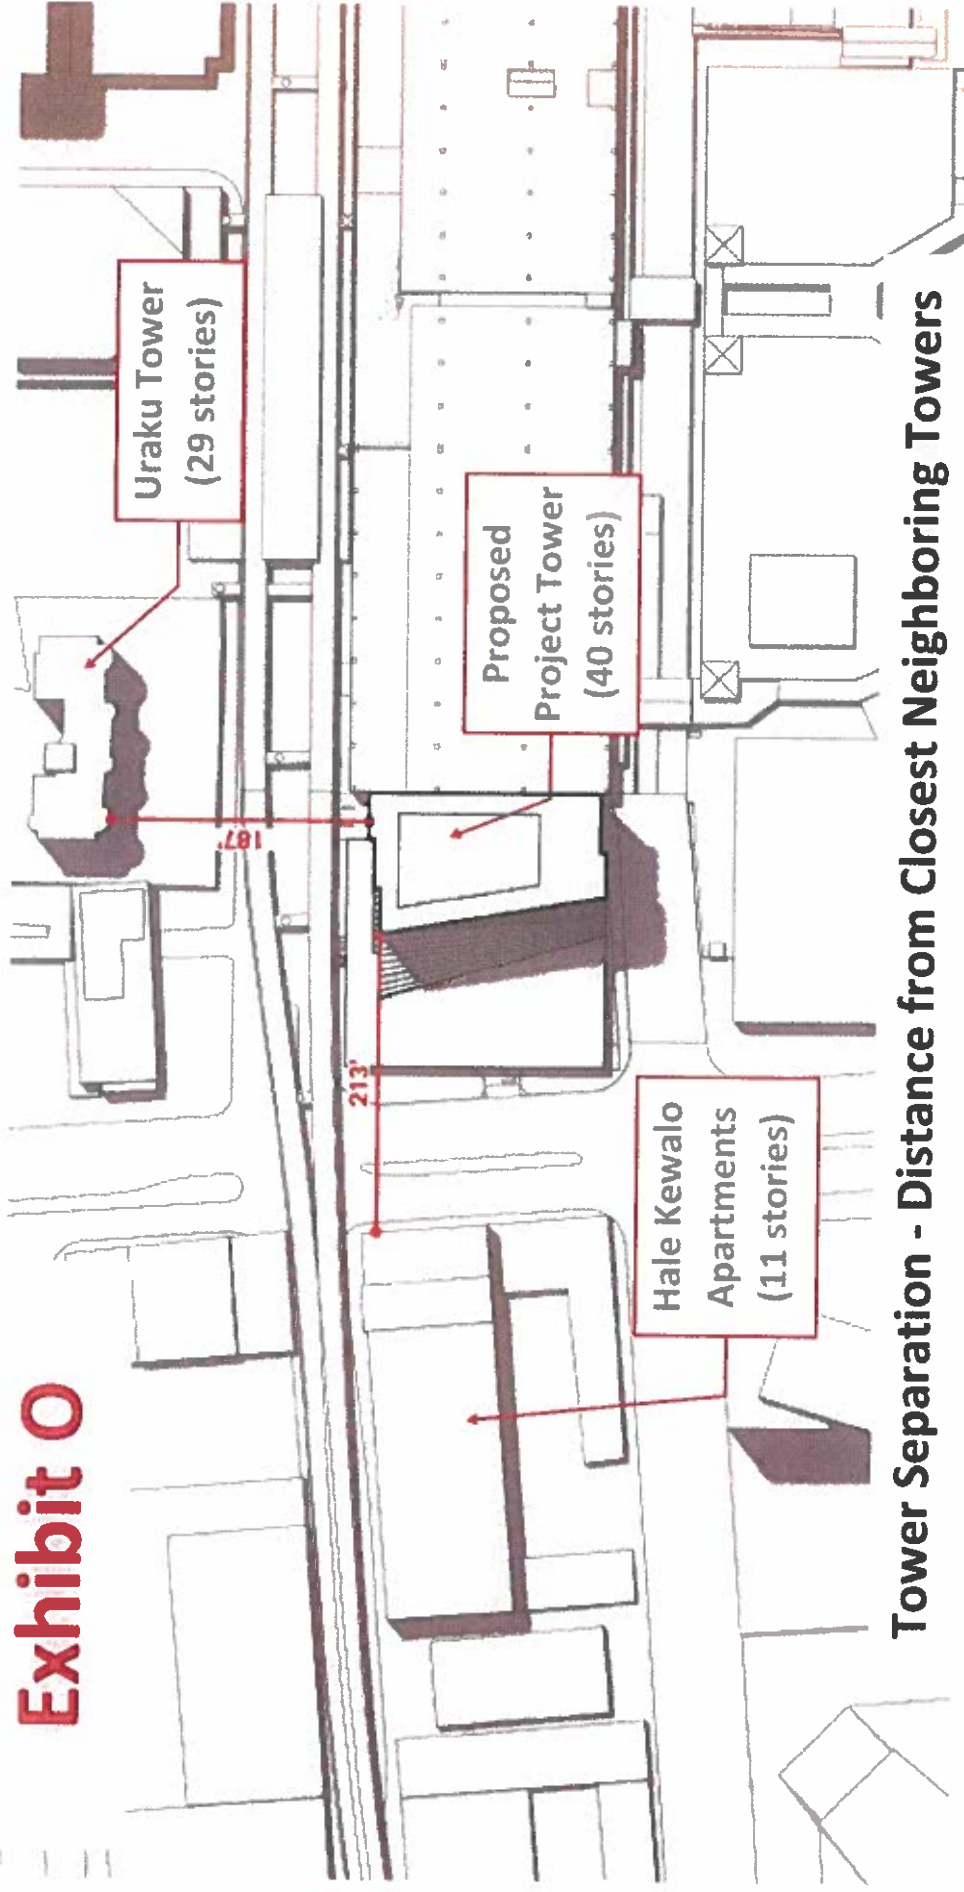 Exhibit O
Uraku Tower
(29 stories)
187'
213'
Proposed
Project Tower
(40 stories)
Hale Kewalo
Apartments
(11 stories)
Tower Separation - Distance from Closest Neighboring Towers